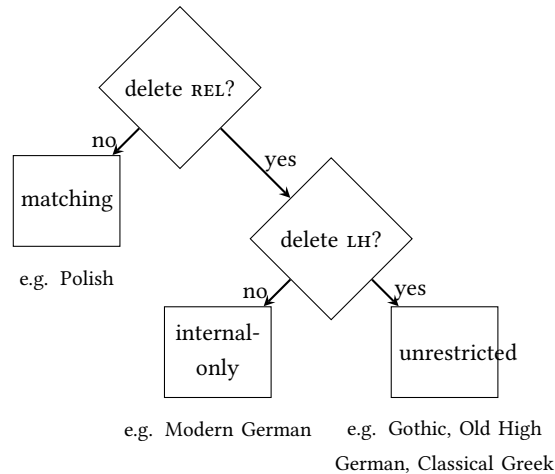 delete REL?
no
yes
matching
delete LH?
e.g. Polish
no
yes
internal-
only
unrestricted
e.g. Modern German
e.g. Gothic, Old High
German, Classical Greek